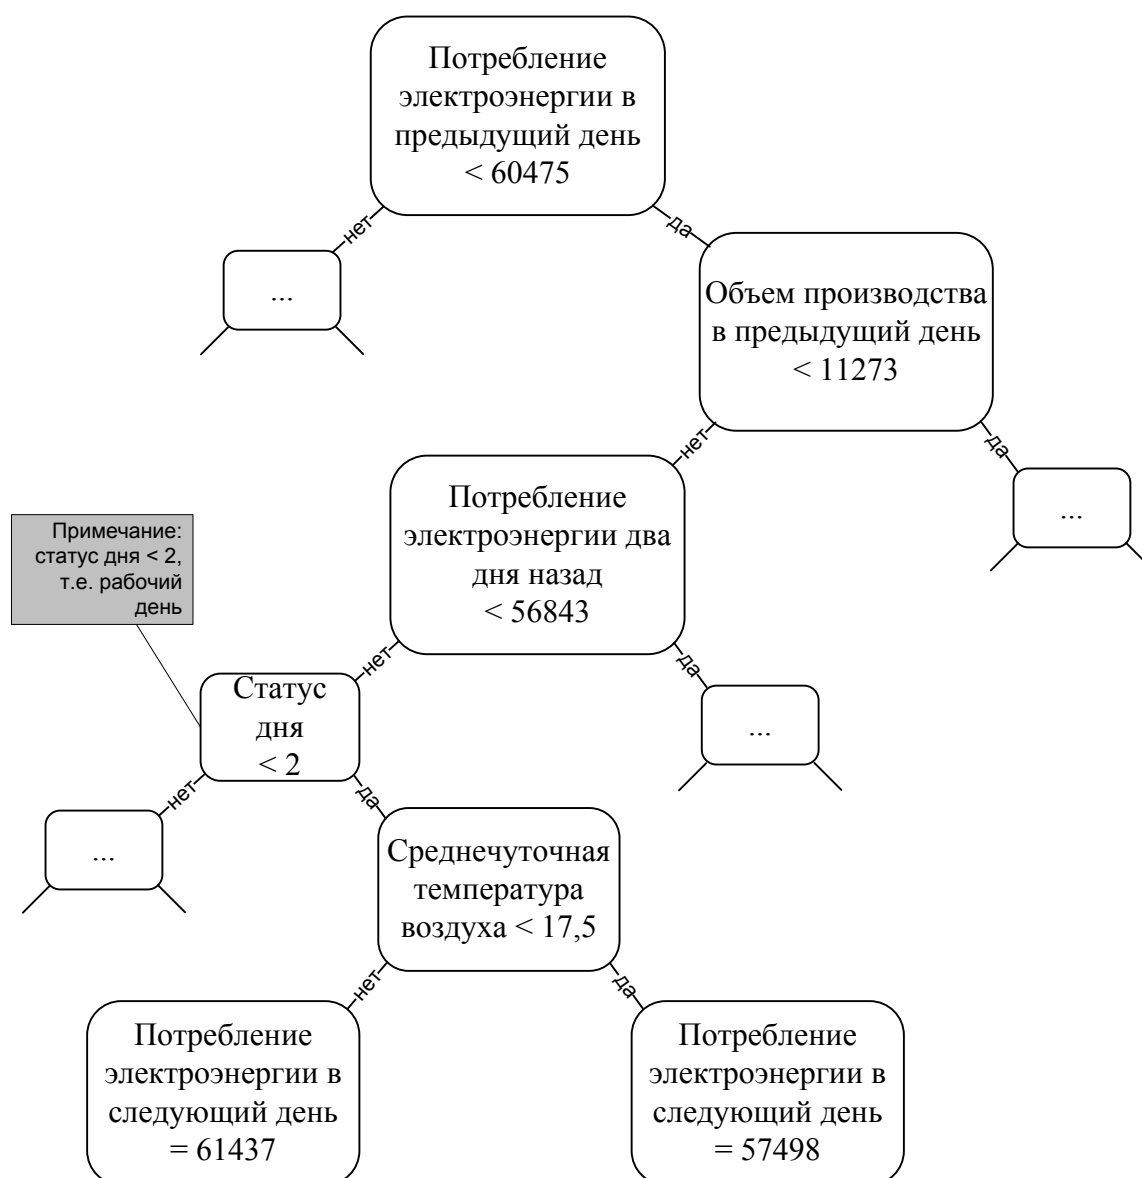 Потребление
электроэнергии в
предыдущий день
< 60475
нет
да
...
Объем производства
в предыдущий день
< 11273
нет
да
Потребление
электроэнергии два
дня назад
< 56843
...
Примечание:
статус дня < 2,
т.е. рабочий
день
нет
да
Статус
дня
< 2
...
нет
да
...
Среднечуточная
температура
воздуха < 17,5
нет
да
Потребление
электроэнергии в
следующий день
= 61437
Потребление
электроэнергии в
следующий день
= 57498